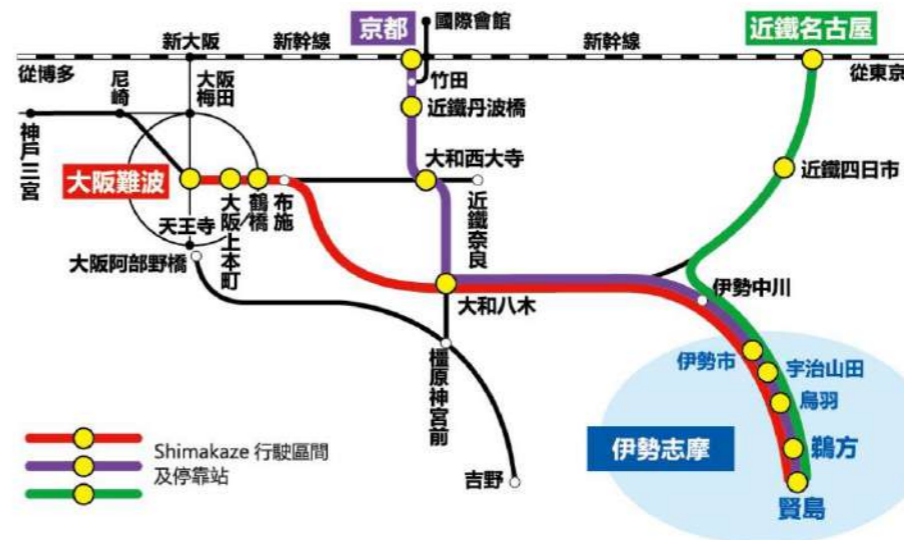 國際會館
京都
近鐵名古屋
新大阪
新幹線
新幹線
從博多
從東京
竹田
尼崎
大阪梅田
近鐵丹波橋
神戶三宮
大和西大寺
近鐵四日市
大阪難波
鶴橋
布施
大阪上本町
近鐵奈良
天王寺
大阪阿部野橋
伊勢中川
大和八木
伊勢市
宇治山田
橿原神宮前
鳥羽
Shimakaze 行駛區間
及停靠站
伊勢志摩
鵜方
吉野
賢島